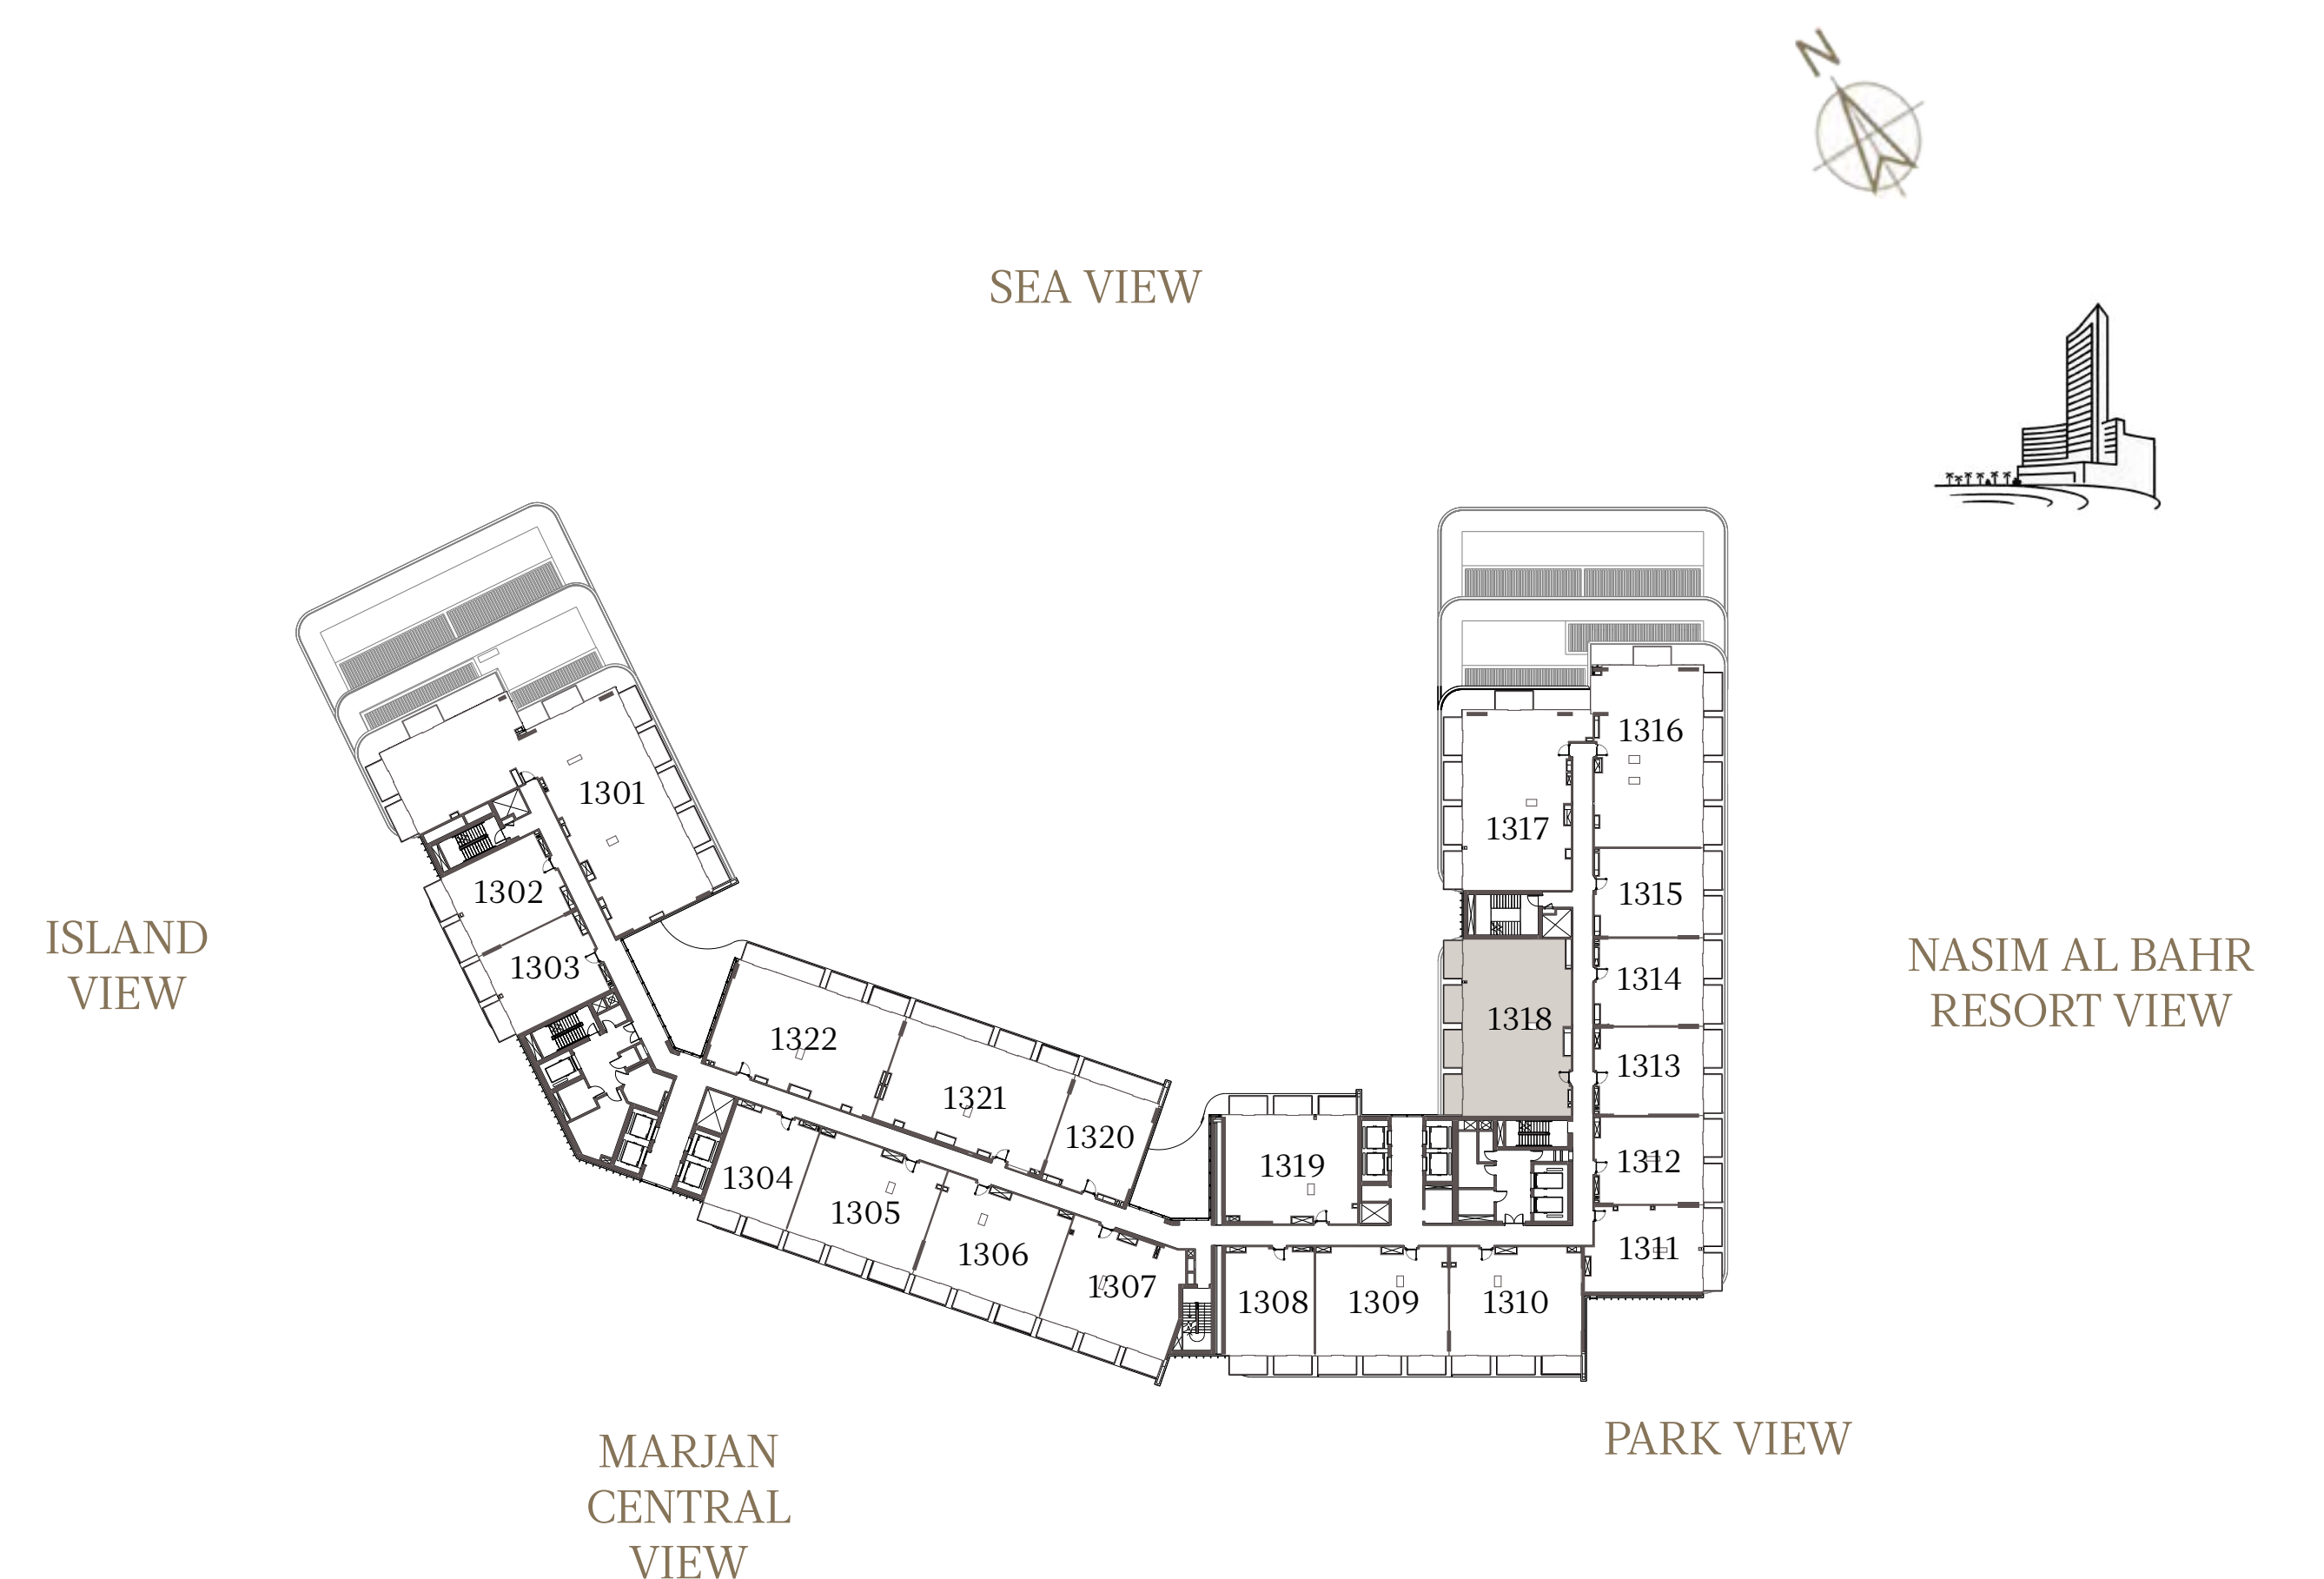 N
SEA VIEW
1316
1301
1317
1302
1315
ISLAND
VIEW
1303
1314
NASIM AL BAHR
RESORT VIEW
1322
1318
1313
1321
1320
1304
1319
1312
1305
1306
1311
1307
1308
1309
1310
PARK VIEW
MARJAN
CENTRAL
VIEW